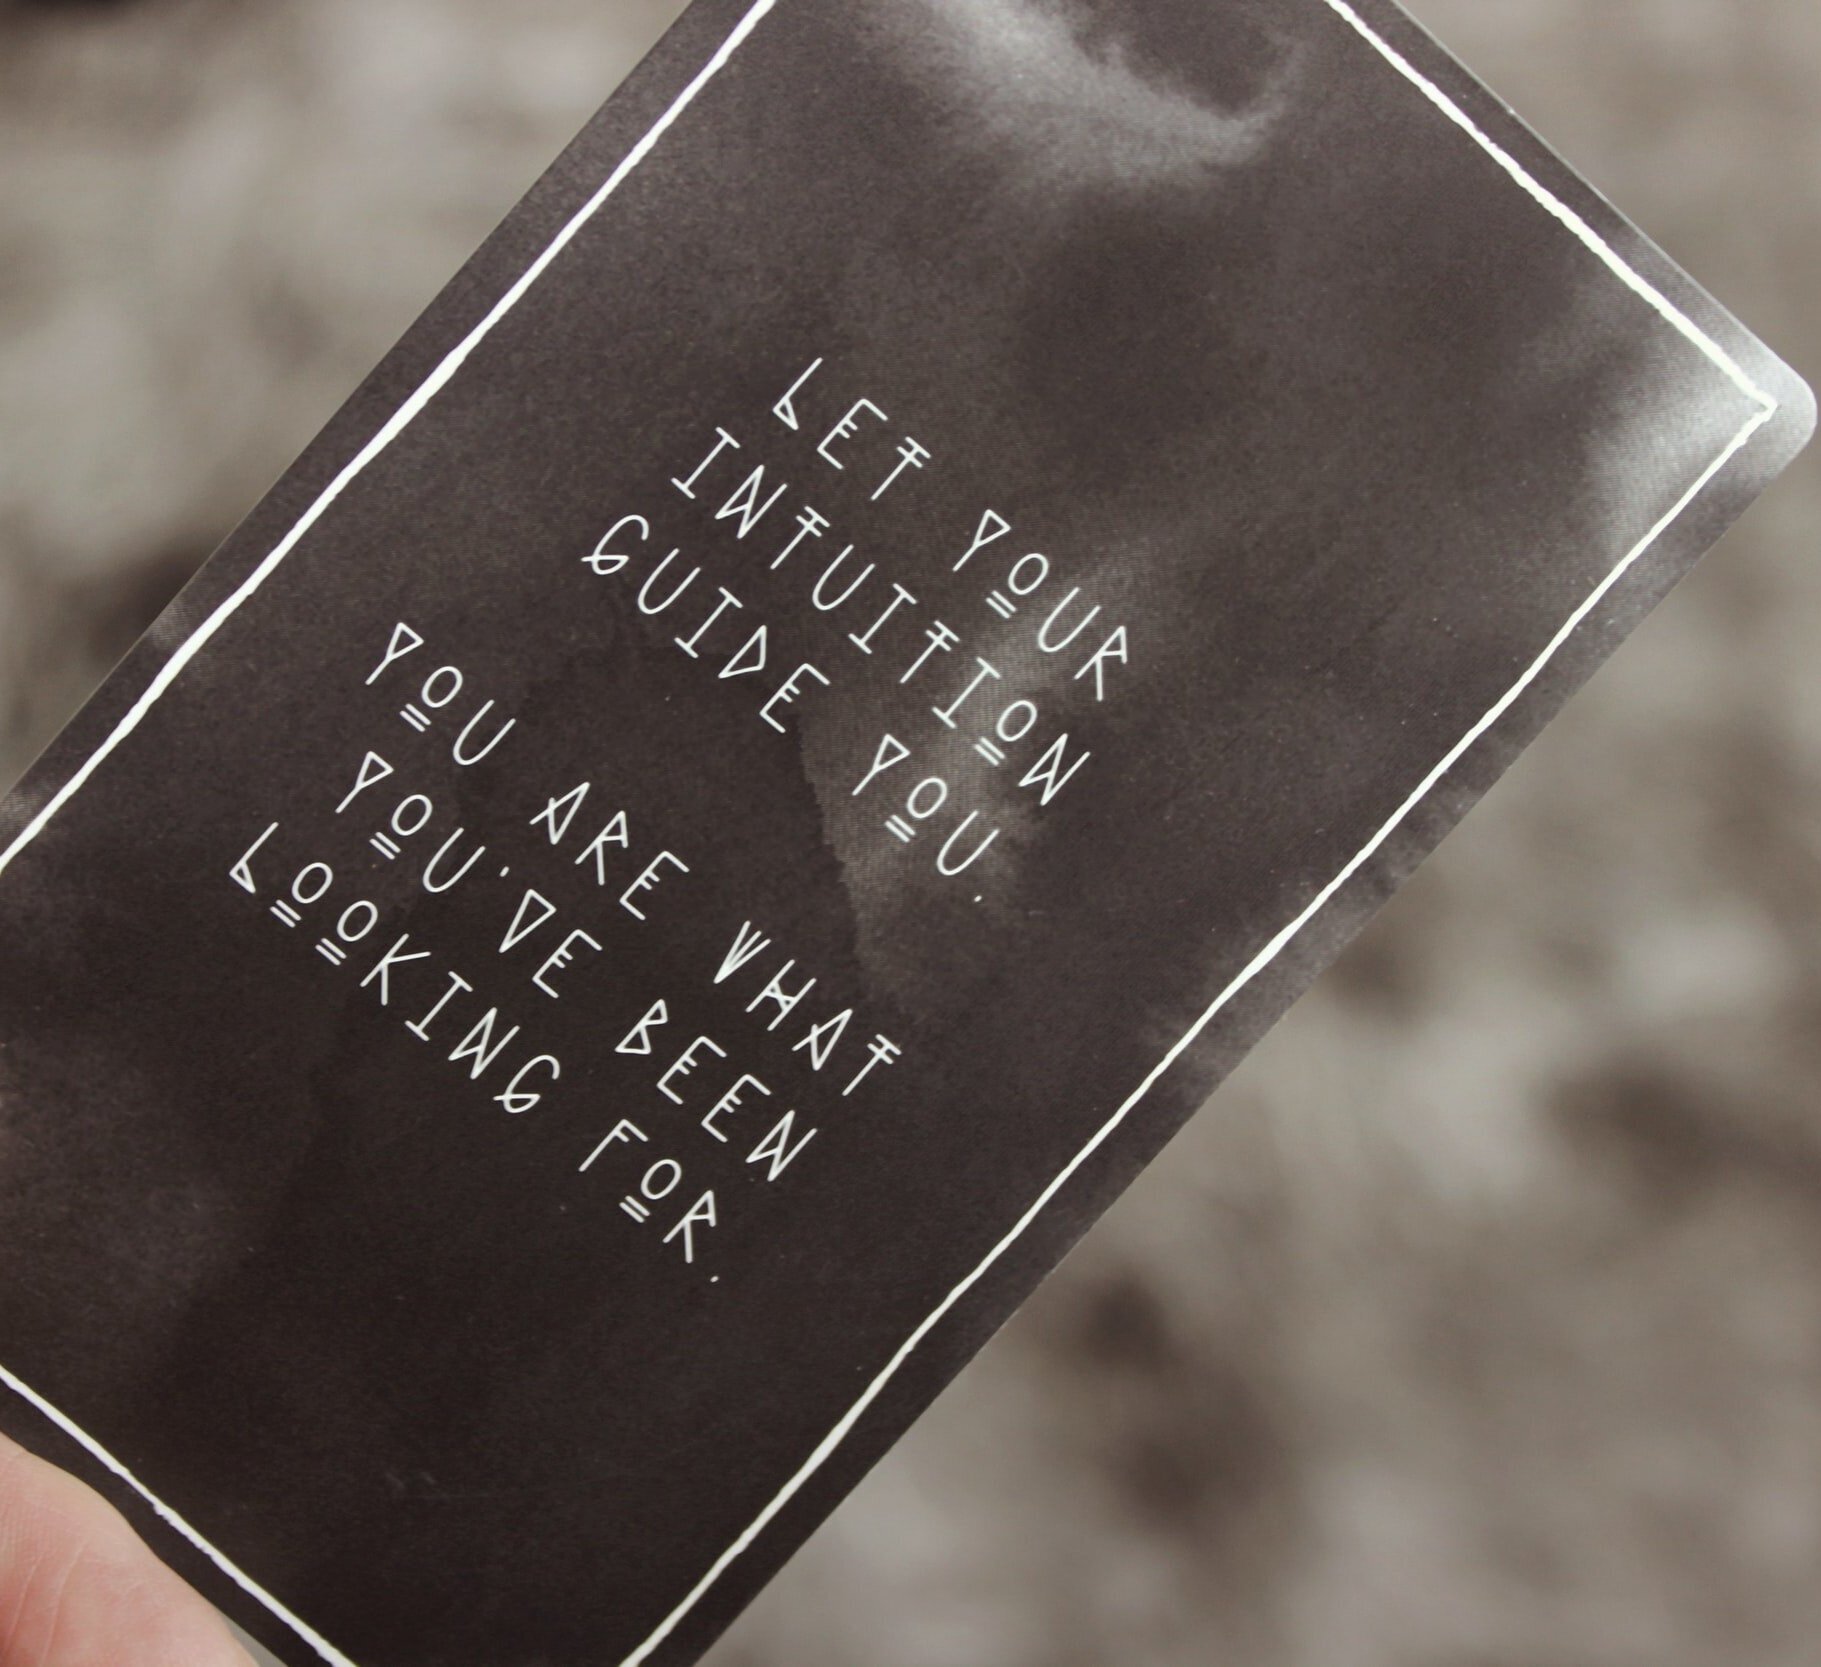 LET YOUR
INTUITION
GUIDE YOU.
YOU ARE WHAT
YOU'VE BEEN
LOOKING FOR.